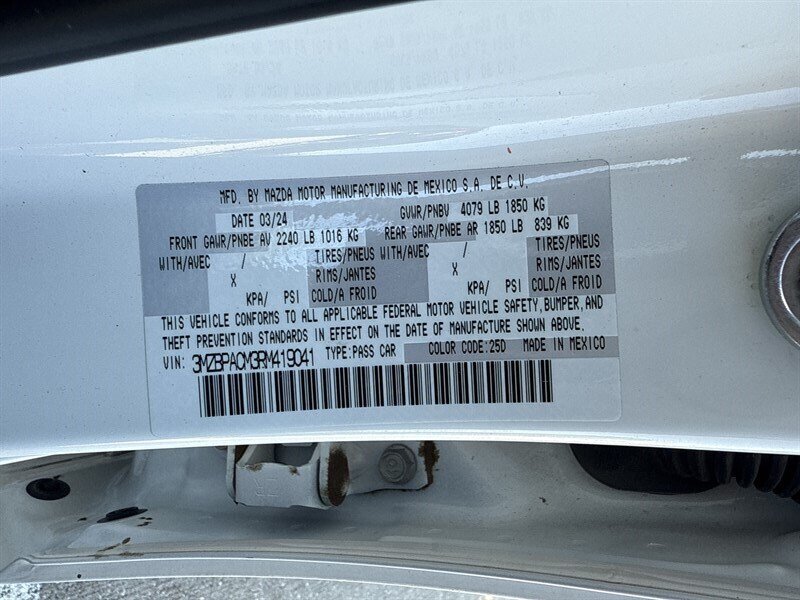 MFD. BY MAZDA MOTOR MANUFACTURING DE MEXICO S.A. DE C.V.
DATE 03/24 GVWR/PNBV 4079 LB 1850 KG
FRONT GAWR/PNBE AV 2240 LB 1016 KG REAR GAWR/PNBE AR 1850 LB 839 KG
WITH/AVEC / TIRES/PNEUS WITH/AVEC / TIRES/PNEUS
X RIMS/JANTES X RIMS/JANTES
KPA/ PSI COLD/A FROID KPA/ PSI COLD/A FROID
THIS VEHICLE CONFORMS TO ALL APPLICABLE FEDERAL MOTOR VEHICLE SAFETY, BUMPER, AND
THEFT PREVENTION STANDARDS IN EFFECT ON THE DATE OF MANUFACTURE SHOWN ABOVE.
VIN: 3MZBPACM3RM419041 TYPE:PASS CAR COLOR CODE:25D MADE IN MEXICO